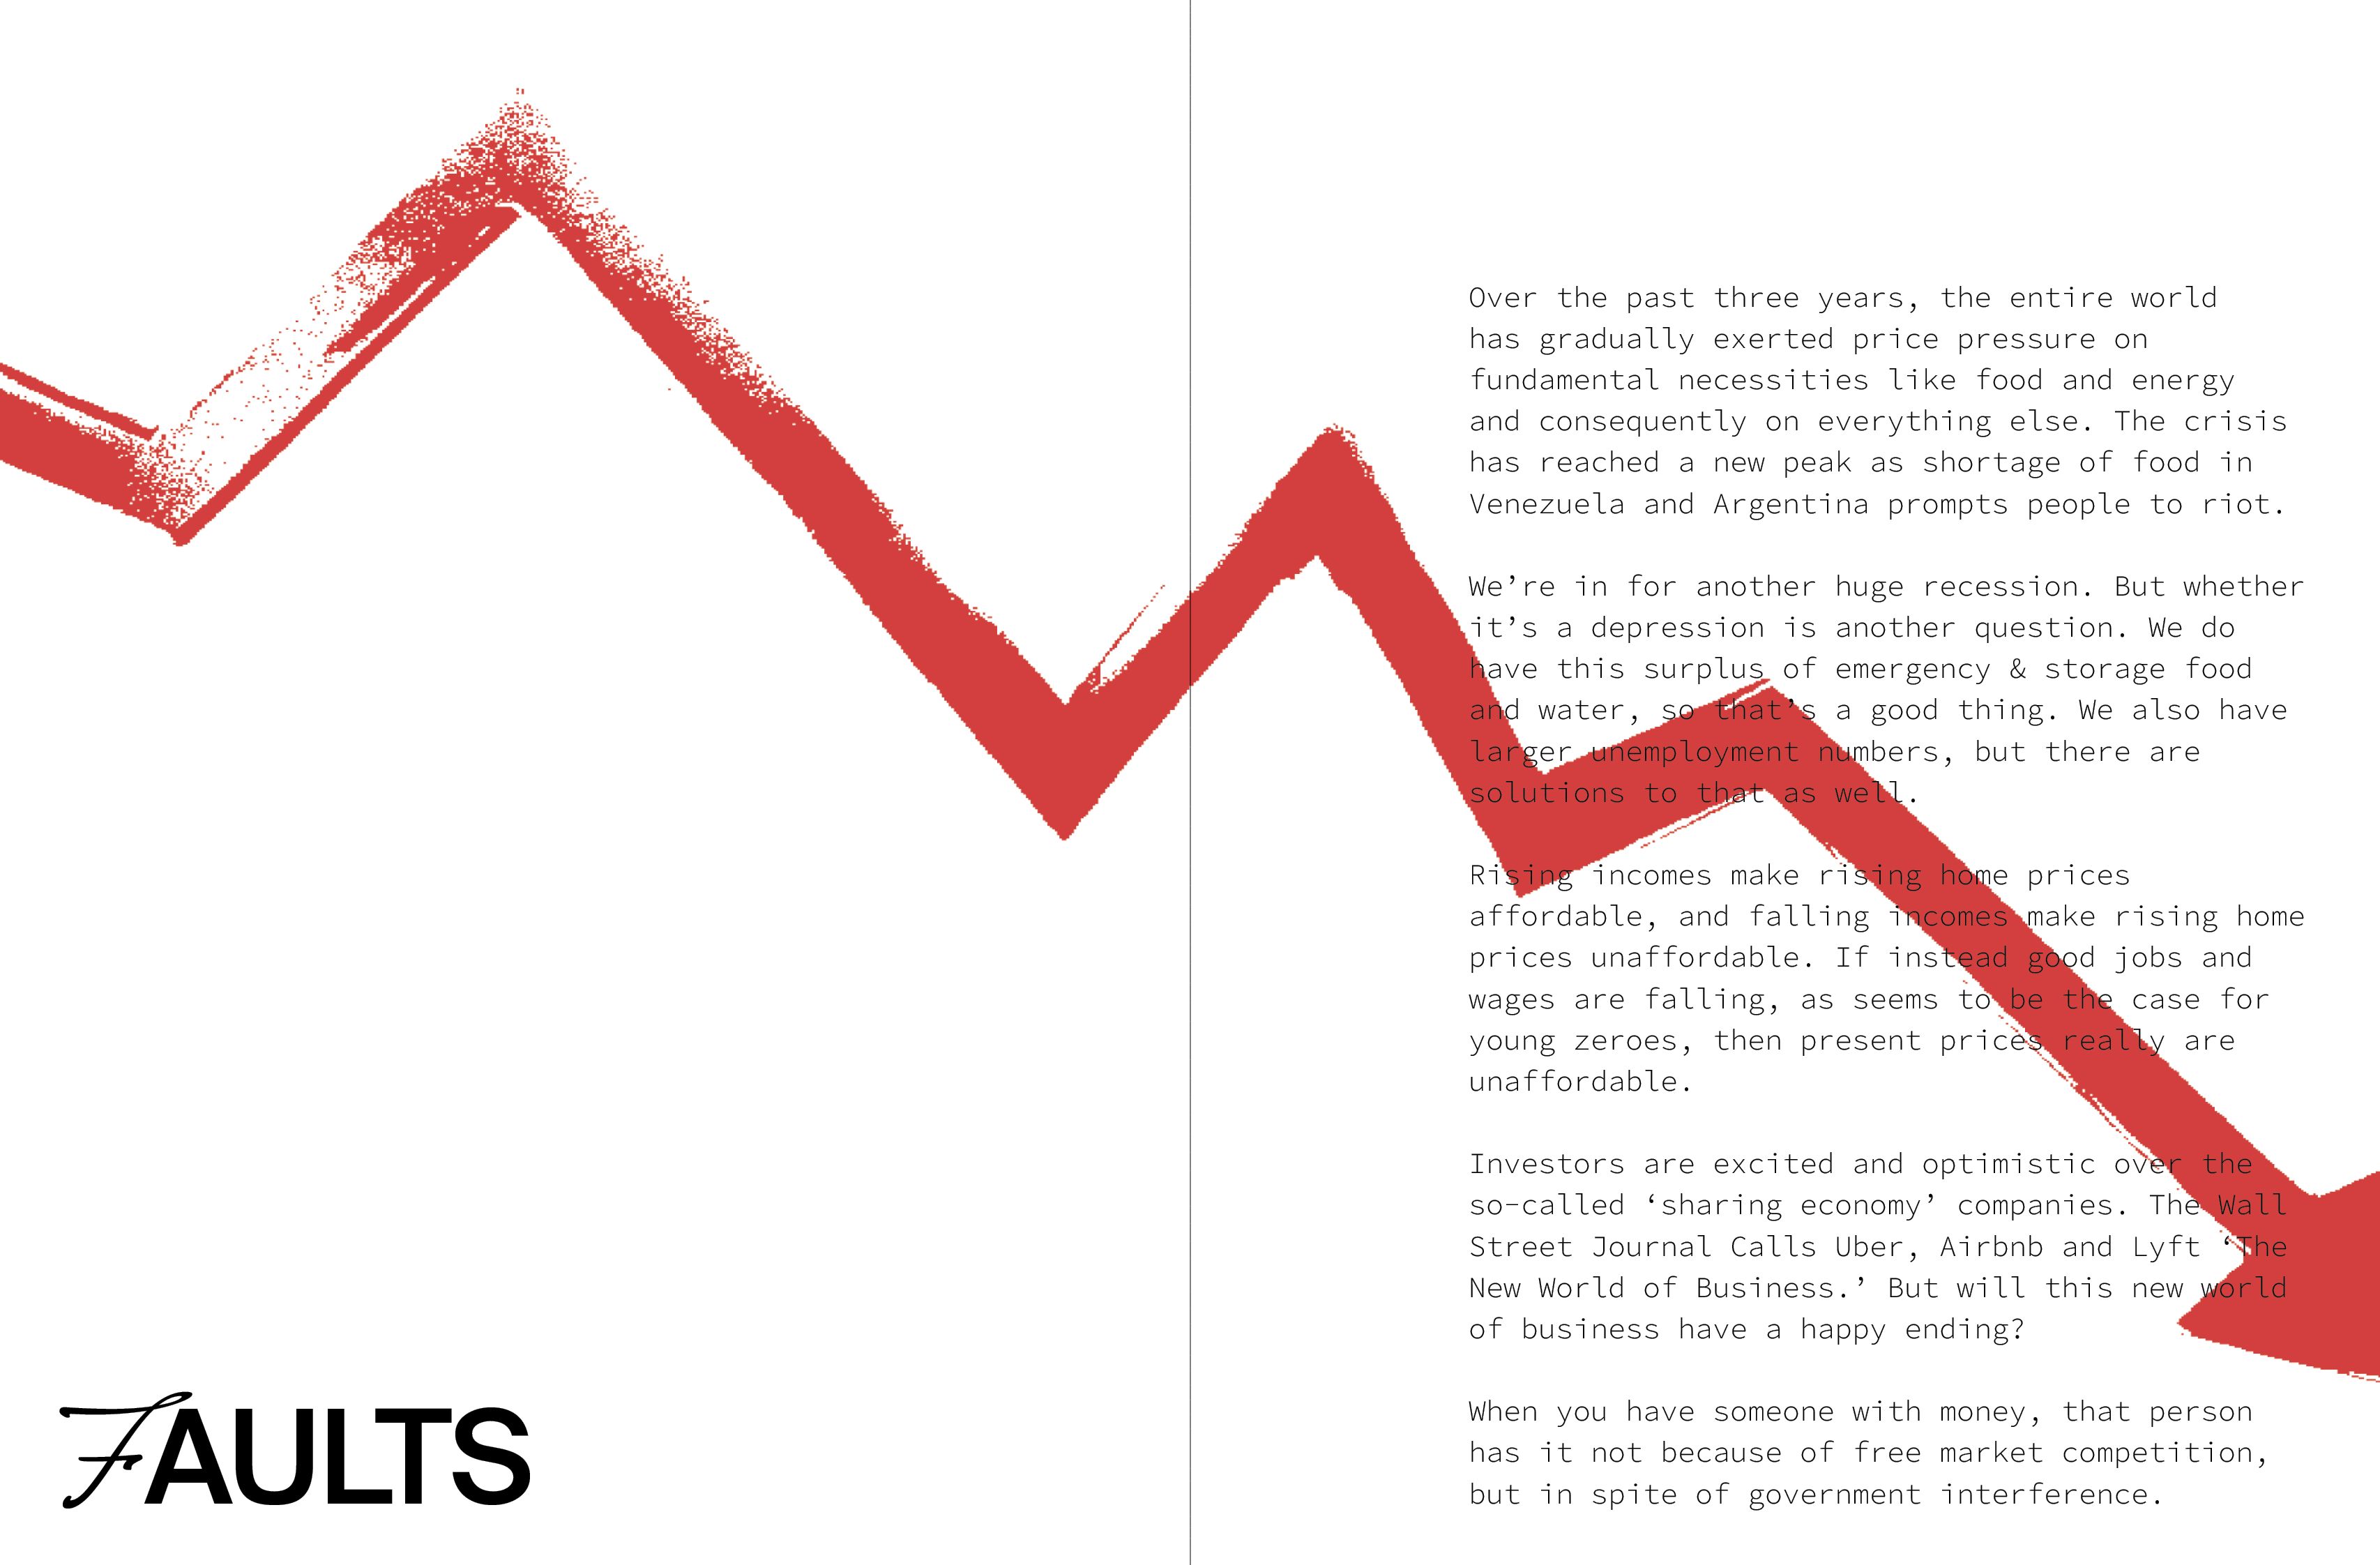 Over the past three years, the entire world
has gradually exerted price pressure on
fundamental necessities like food and energy
and consequently on everything else. The crisis
has reached a new peak as shortage of food in
Venezuela and Argentina prompts people to riot.
We’re in for another huge recession. But whether
it’s a depression is another question. We do
have this surplus of emergency & storage food
and water, so that’s a good thing. We also have
larger unemployment numbers, but there are
solutions to that as well.
Rising incomes make rising home prices
affordable, and falling incomes make rising home
prices unaffordable. If instead good jobs and
wages are falling, as seems to be the case for
young zeroes, then present prices really are
unaffordable.
Investors are excited and optimistic over the
so-called ‘sharing economy’ companies. The Wall
Street Journal Calls Uber, Airbnb and Lyft ‘The
New World of Business.’ But will this new world
of business have a happy ending?
When you have someone with money, that person
has it not because of free market competition,
but in spite of government interference.
FAULTS